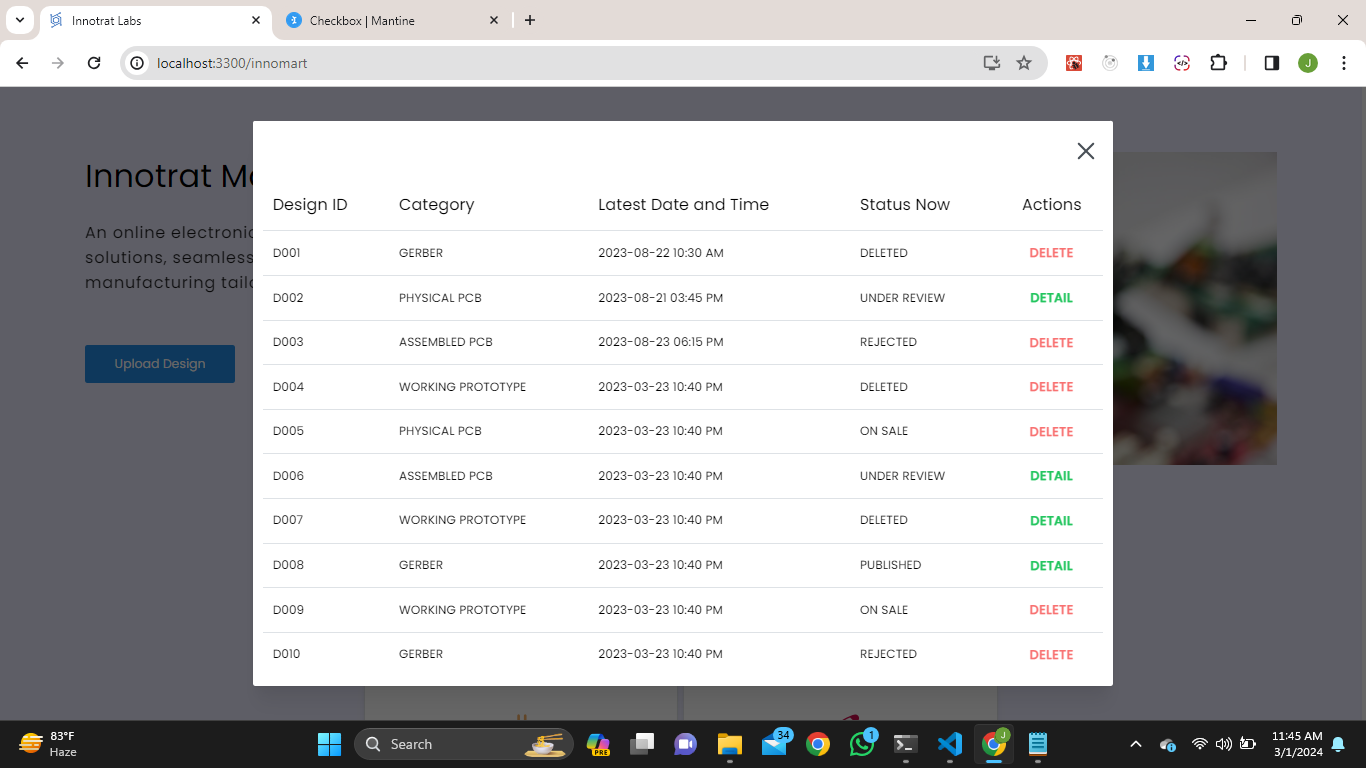 Innotrat Labs
Checkbox | Mantine
localhost:3300/innomart
J
Innotrat M
An online electroni
solutions, seamless
manufacturing tail
Upload Design
Design ID Category Latest Date and Time Status Now Actions
D001 GERBER 2023-08-22 10:30 AM DELETED DELETE
D002 PHYSICAL PCB 2023-08-21 03:45 PM UNDER REVIEW DETAIL
D003 ASSEMBLED PCB 2023-08-23 06:15 PM REJECTED DELETE
D004 WORKING PROTOTYPE 2023-03-23 10:40 PM DELETED DELETE
D005 PHYSICAL PCB 2023-03-23 10:40 PM ON SALE DELETE
D006 ASSEMBLED PCB 2023-03-23 10:40 PM UNDER REVIEW DETAIL
D007 WORKING PROTOTYPE 2023-03-23 10:40 PM DELETED DETAIL
D008 GERBER 2023-03-23 10:40 PM PUBLISHED DETAIL
D009 WORKING PROTOTYPE 2023-03-23 10:40 PM ON SALE DELETE
D010 GERBER 2023-03-23 10:40 PM REJECTED DELETE
83°F
Haze
Search
PRE
34
1
J
11:45 AM
3/1/2024